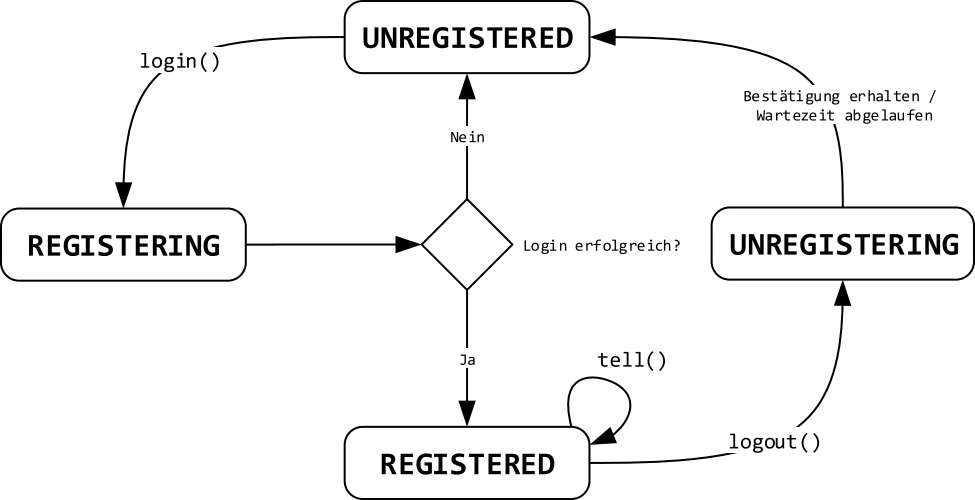 UNREGISTERED
login()
Bestätigung erhalten /
Wartezeit abgelaufen
Nein
REGISTERING
Login erfolgreich?
UNREGISTERING
Ja
tell()
logout()
REGISTERED